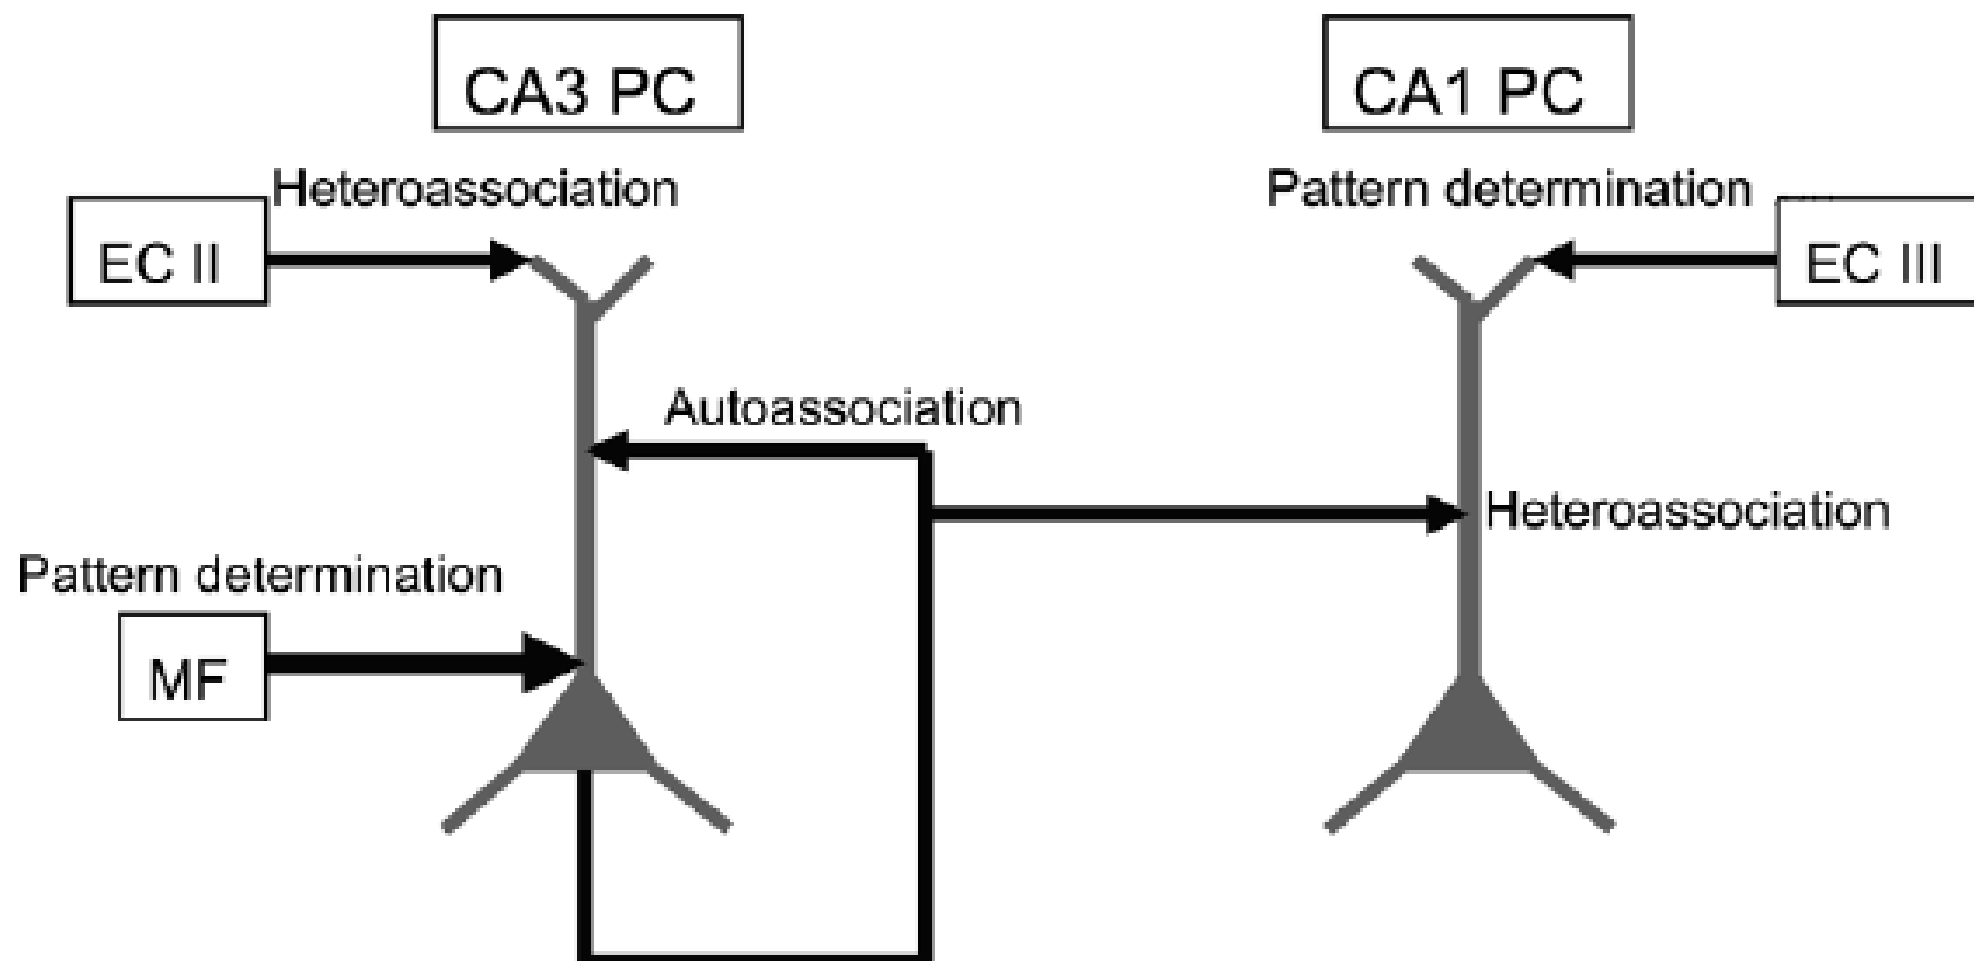 CA3 PC
CA1 PC
Heteroassociation
Pattern determination
EC II
EC III
Autoassociation
Heteroassociation
Pattern determination
MF